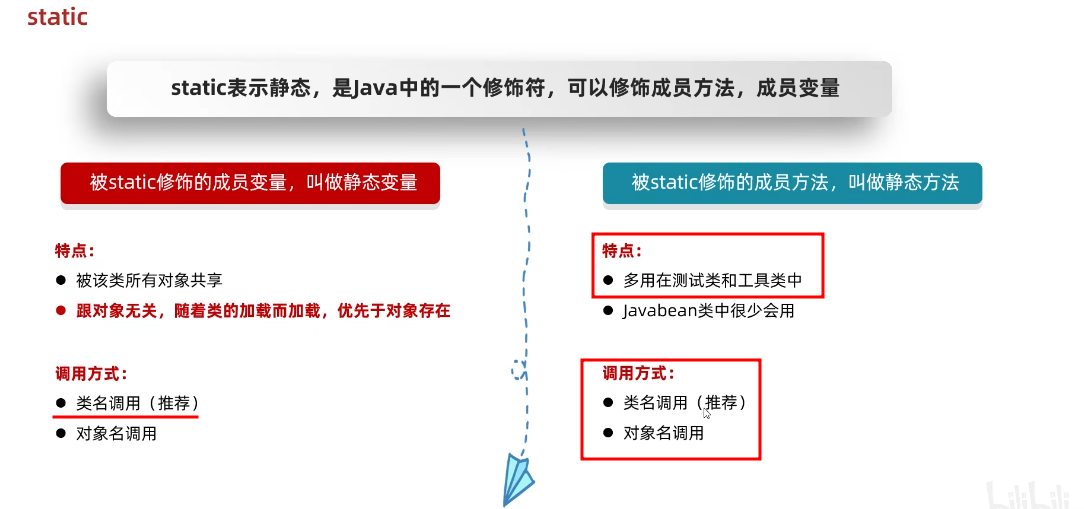 static
static表示静态，是Java中的一个修饰符，可以修饰成员方法，成员变量
被static修饰的成员变量，叫做静态变量
特点：
● 被该类所有对象共享
● 跟对象无关，随着类的加载而加载，优先于对象存在
调用方式：
● 类名调用（推荐）
● 对象名调用
被static修饰的成员方法，叫做静态方法
特点：
● 多用在测试类和工具类中
● Javabean类中很少会用
调用方式：
● 类名调用（推荐）
● 对象名调用
bilibili